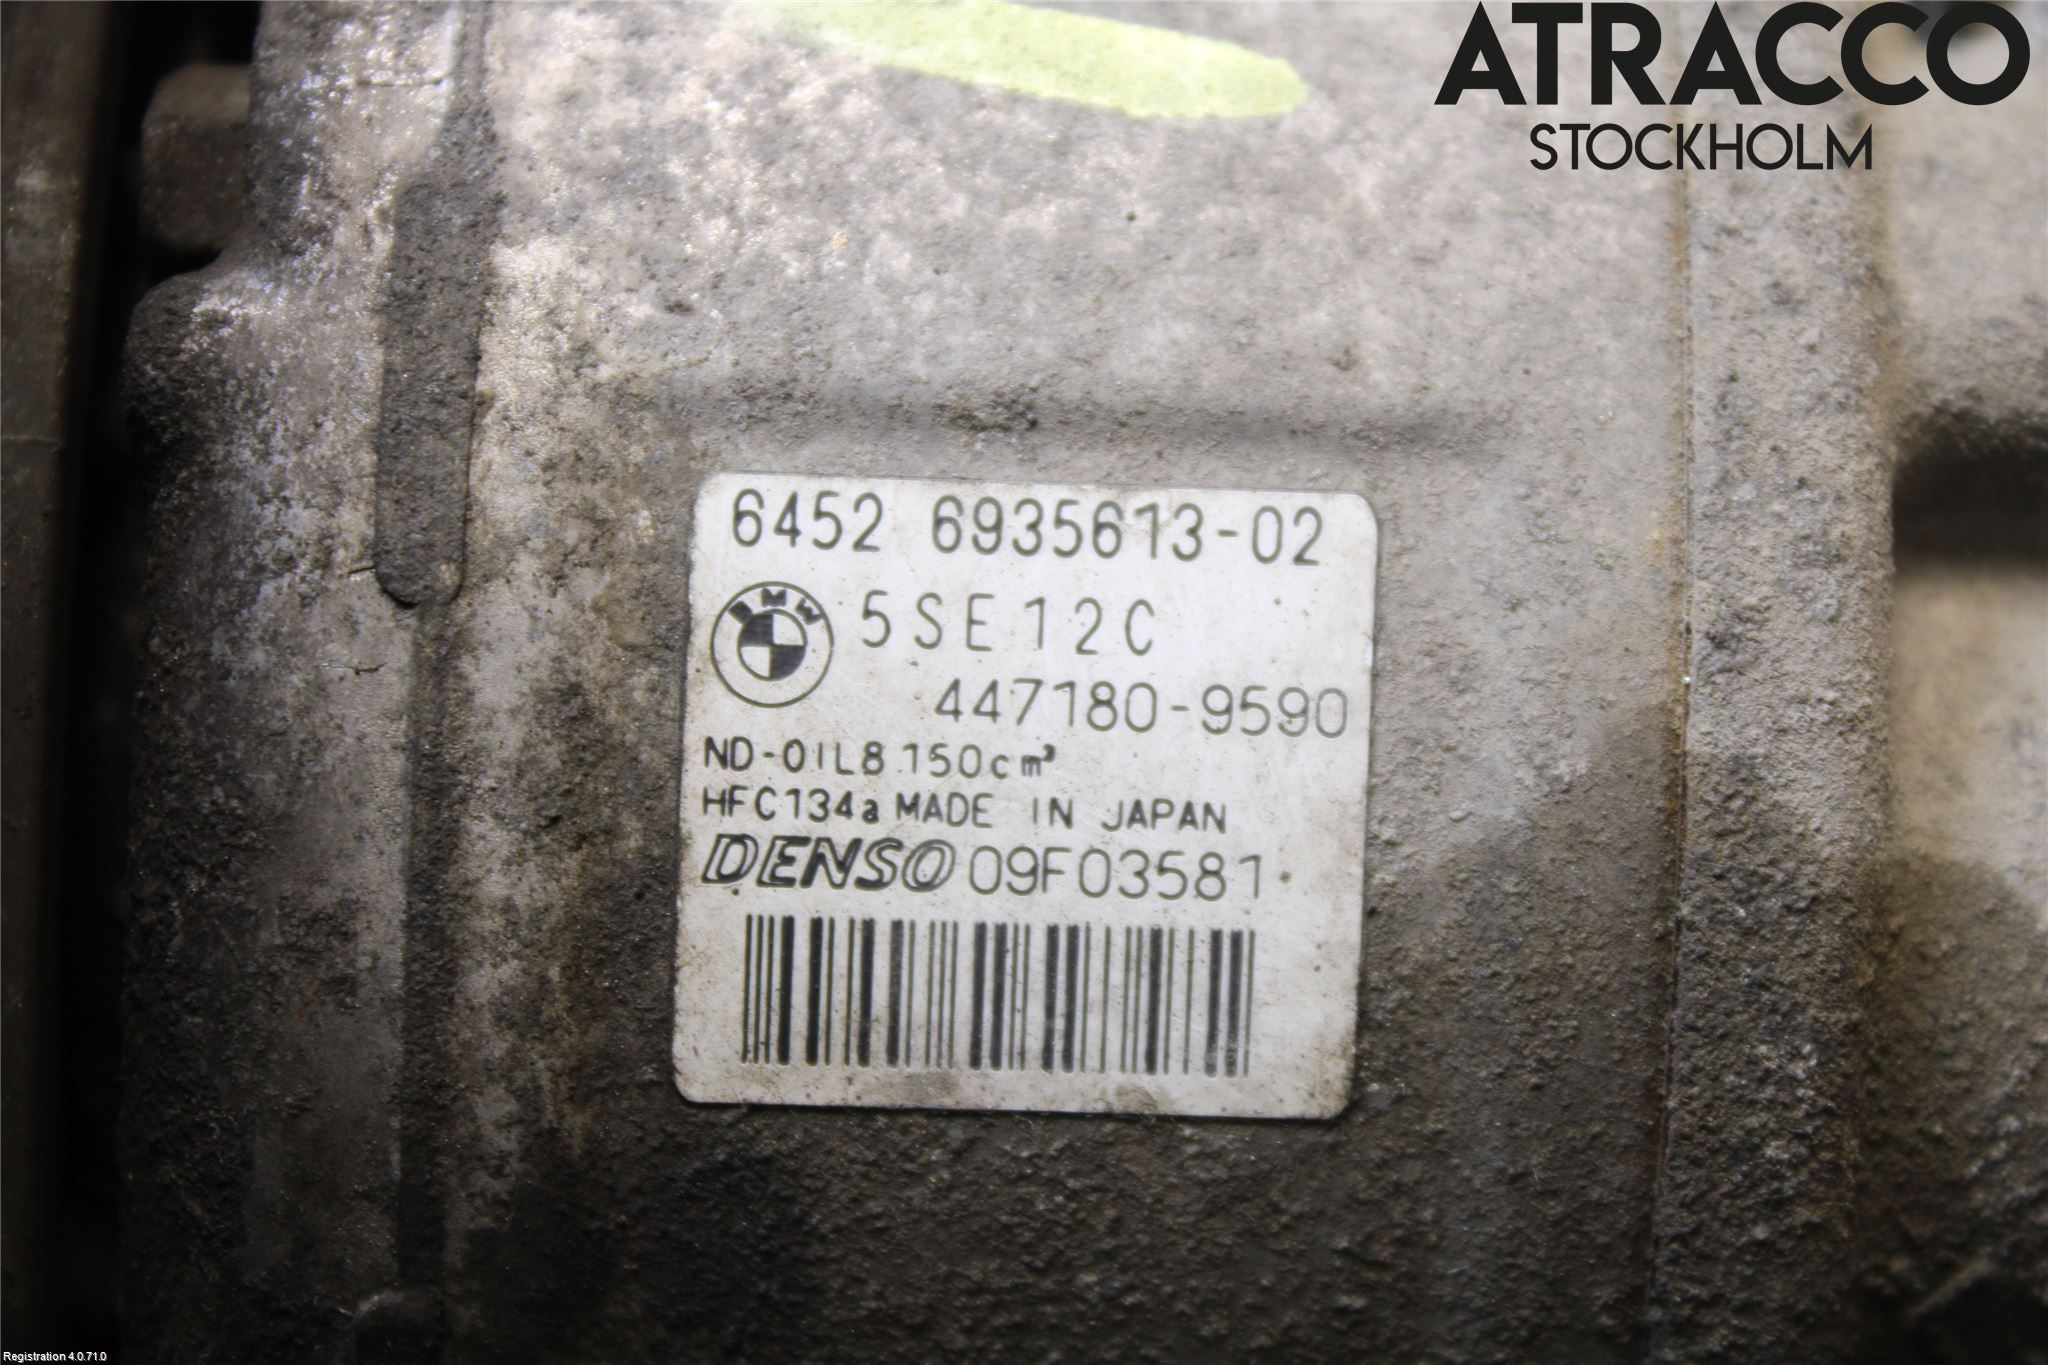 ATRACCO
STOCKHOLM
6452 6935613-02
BMW
5SE12C
447180-9590
ND-OIL8 150cm³
HFC134a MADE IN JAPAN
DENSO 09F03581
Registration 4.0.71.0